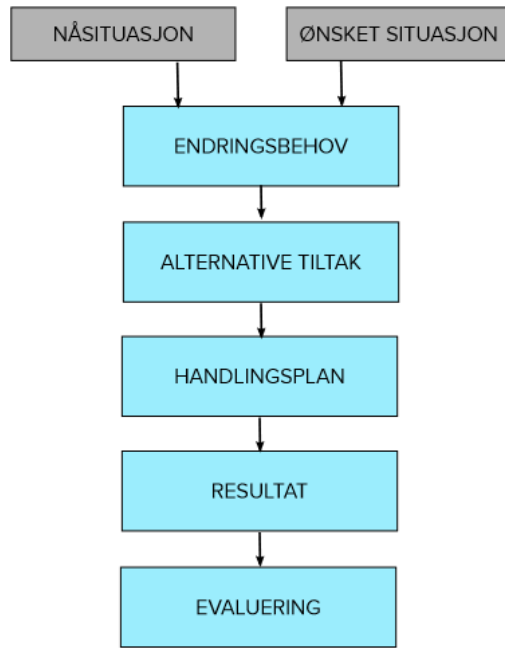 NÅSITUASJON
ØNSKET SITUASJON
ENDRINGSBEHOV
ALTERNATIVE TILTAK
HANDLINGSPLAN
RESULTAT
EVALUERING